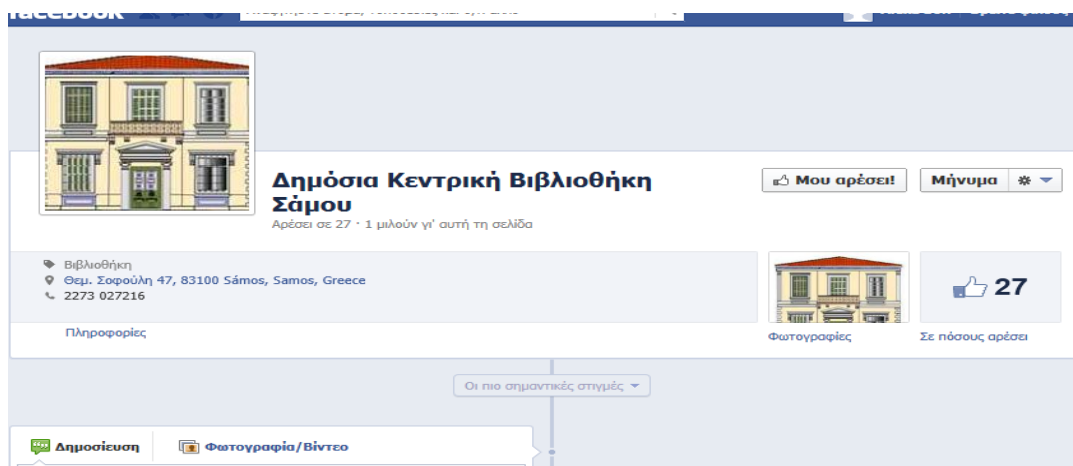 facebook
Δημόσια Κεντρική Βιβλιοθήκη
Σάμου
Αρέσει σε 27 · 1 μιλούν γι' αυτή τη σελίδα
Μου αρέσει!
Μήνυμα
Βιβλιοθήκη
Θεμ. Σοφούλη 47, 83100 Sámos, Samos, Greece
2273 027216
Πληροφορίες
27
Φωτογραφίες
Σε πόσους αρέσει
Οι πιο σημαντικές στιγμές
Δημοσίευση
Φωτογραφία/Βίντεο